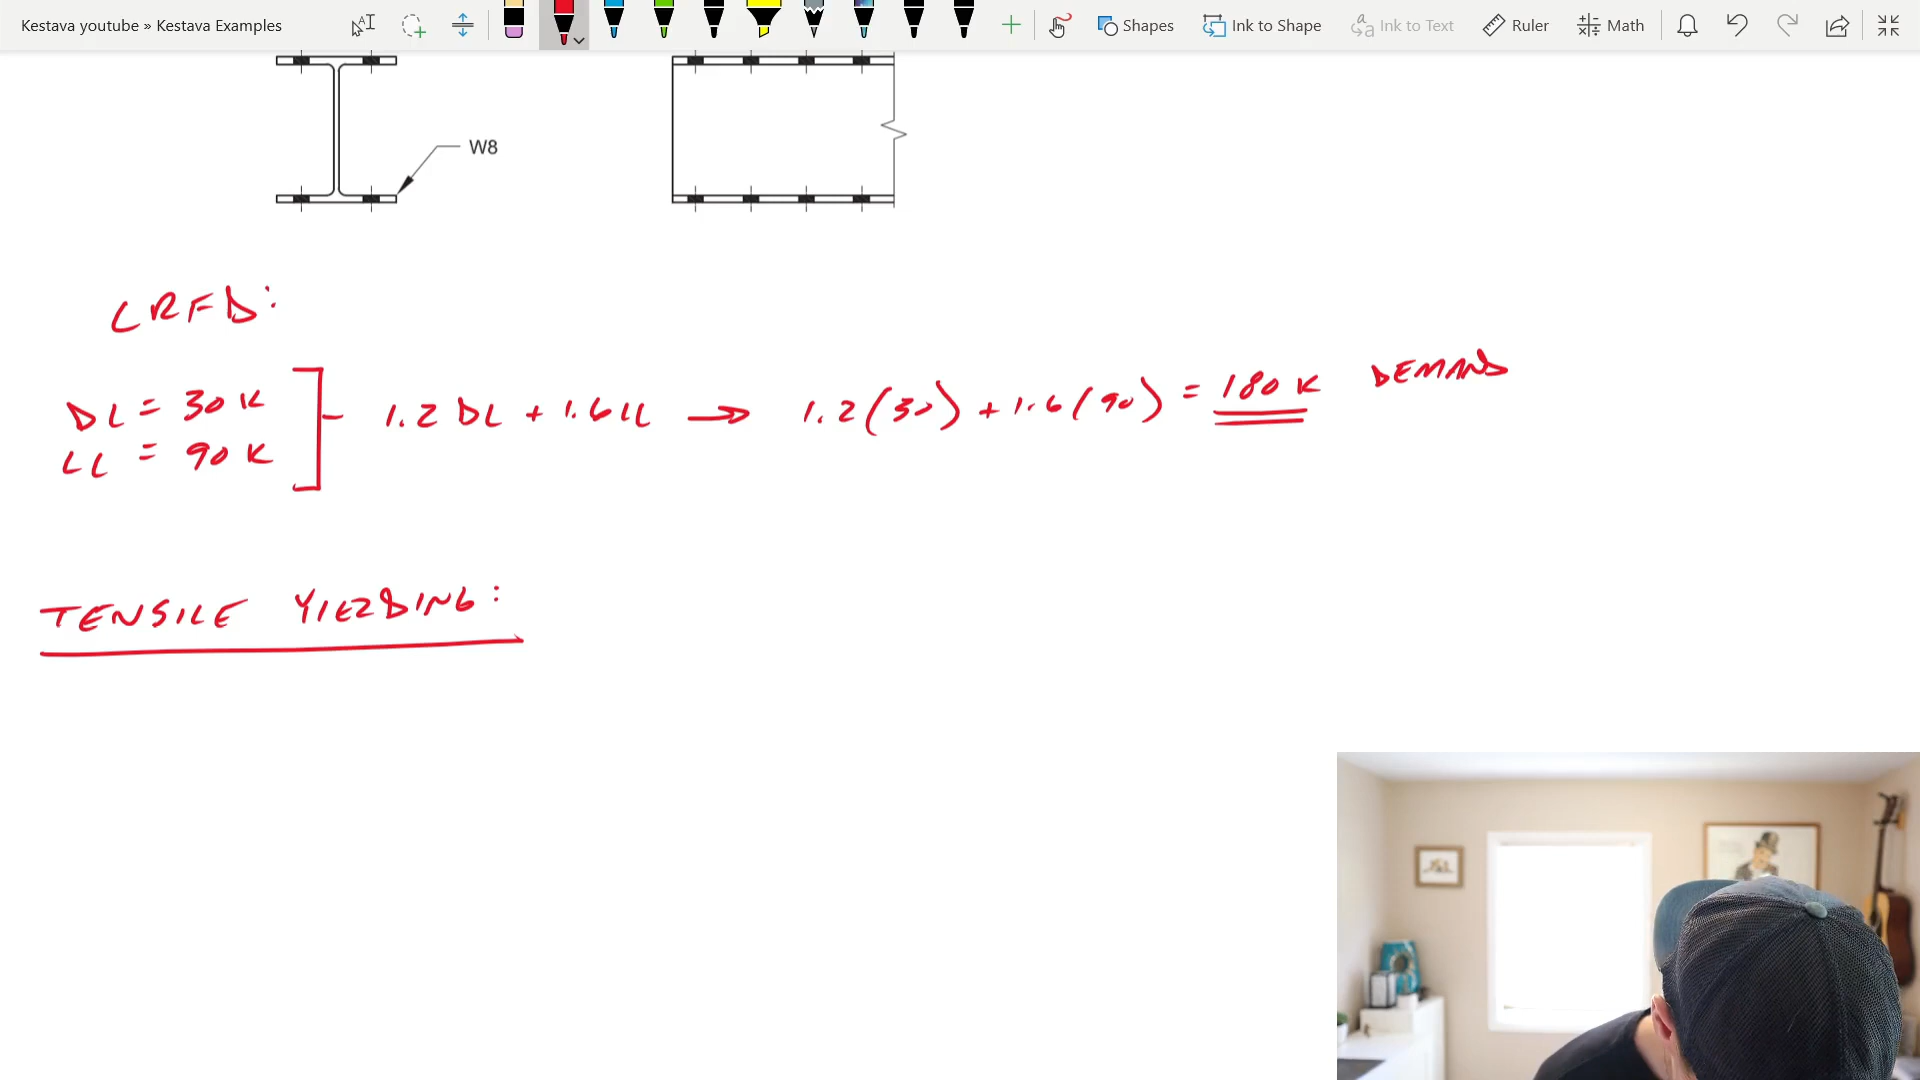 Kestava youtube » Kestava Examples
Shapes
Ink to Shape
Ink to Text
Ruler
Math
W8
LRFD:
DL = 30 K
LL = 90 K
1.2 DL + 1.6 LL → 1.2(30) + 1.6(90) = 180 K DEMAND
TENSILE YIELDING: